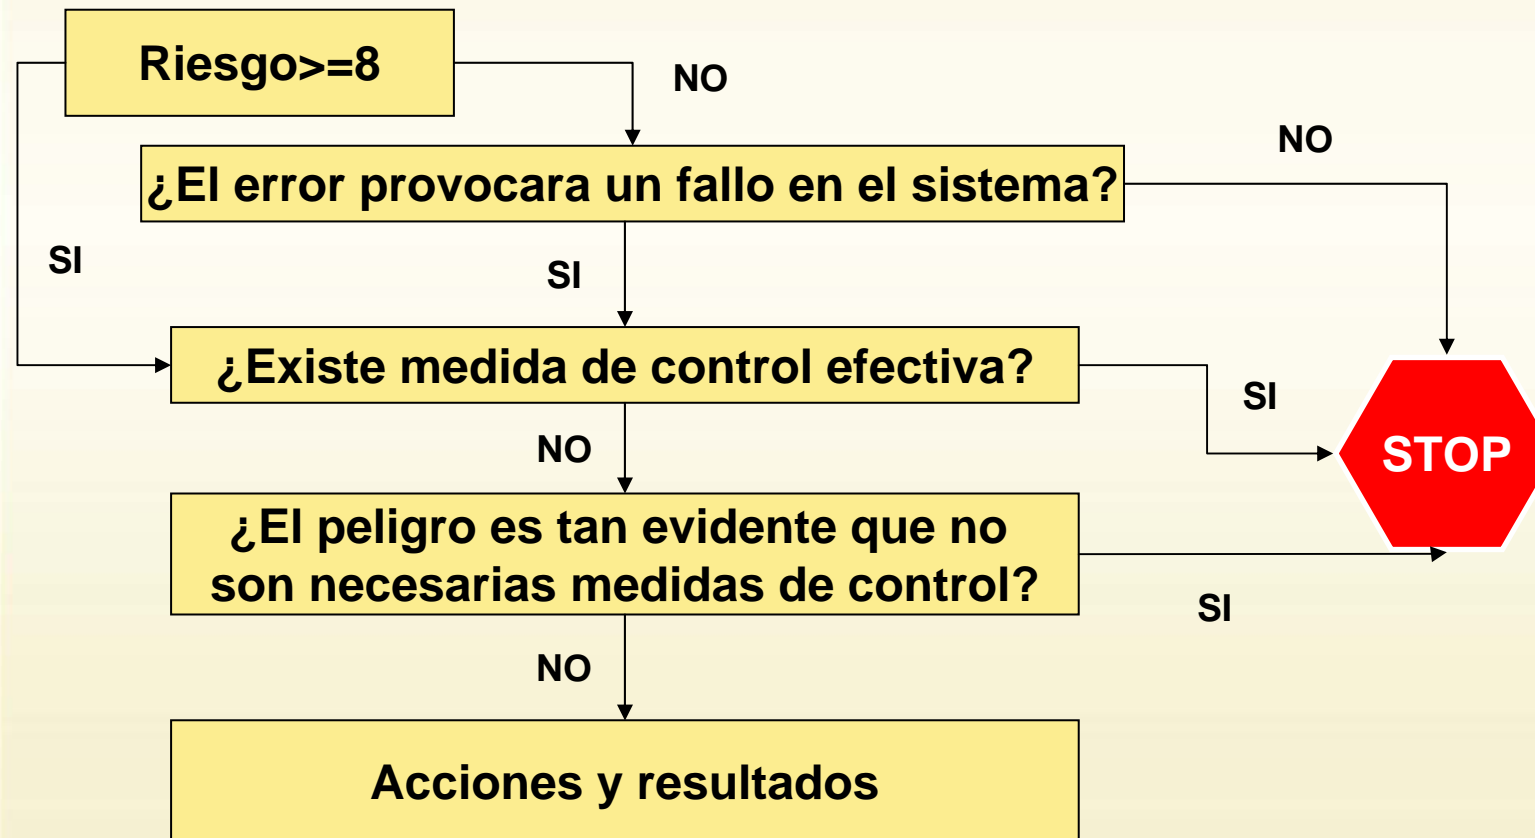 Riesgo>=8
NO
NO
¿El error provocara un fallo en el sistema?
SI
SI
¿Existe medida de control efectiva?
SI
STOP
NO
¿El peligro es tan evidente que no
son necesarias medidas de control?
SI
NO
Acciones y resultados